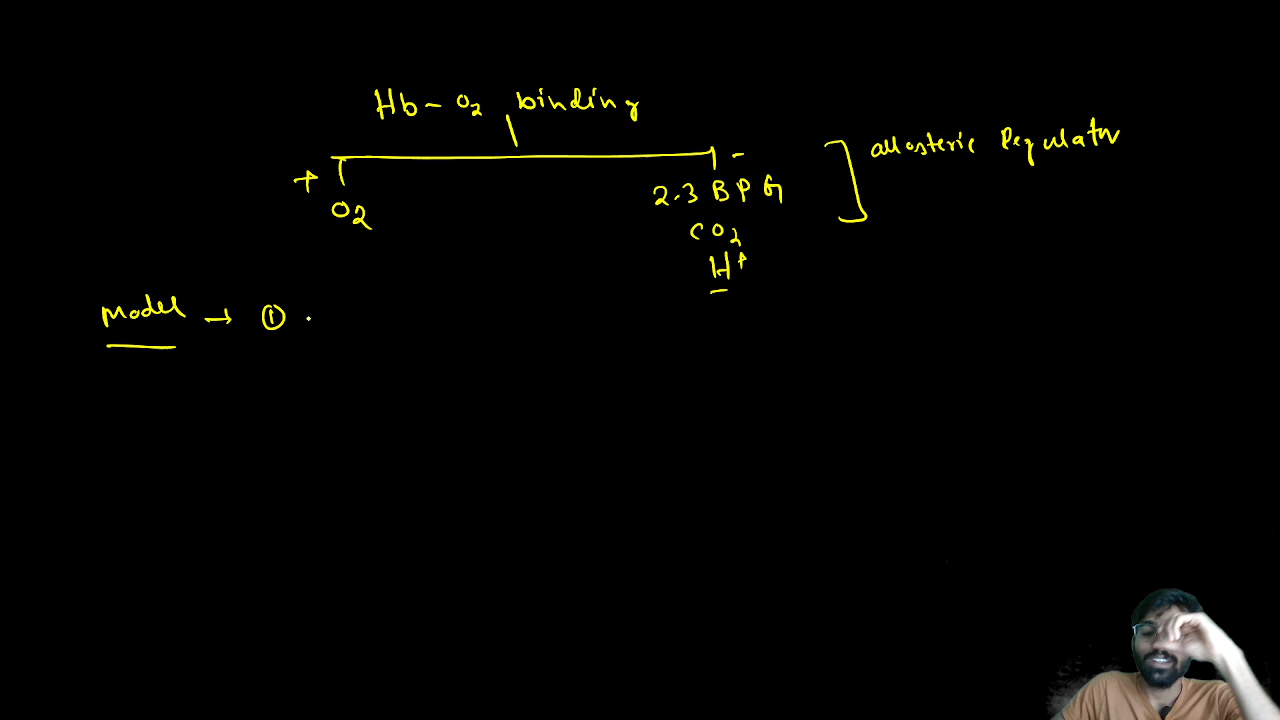 Hb - O2 binding
allosteric Regulator
+ -
O2 2.3 BPG
CO2
H+
Model → ① .